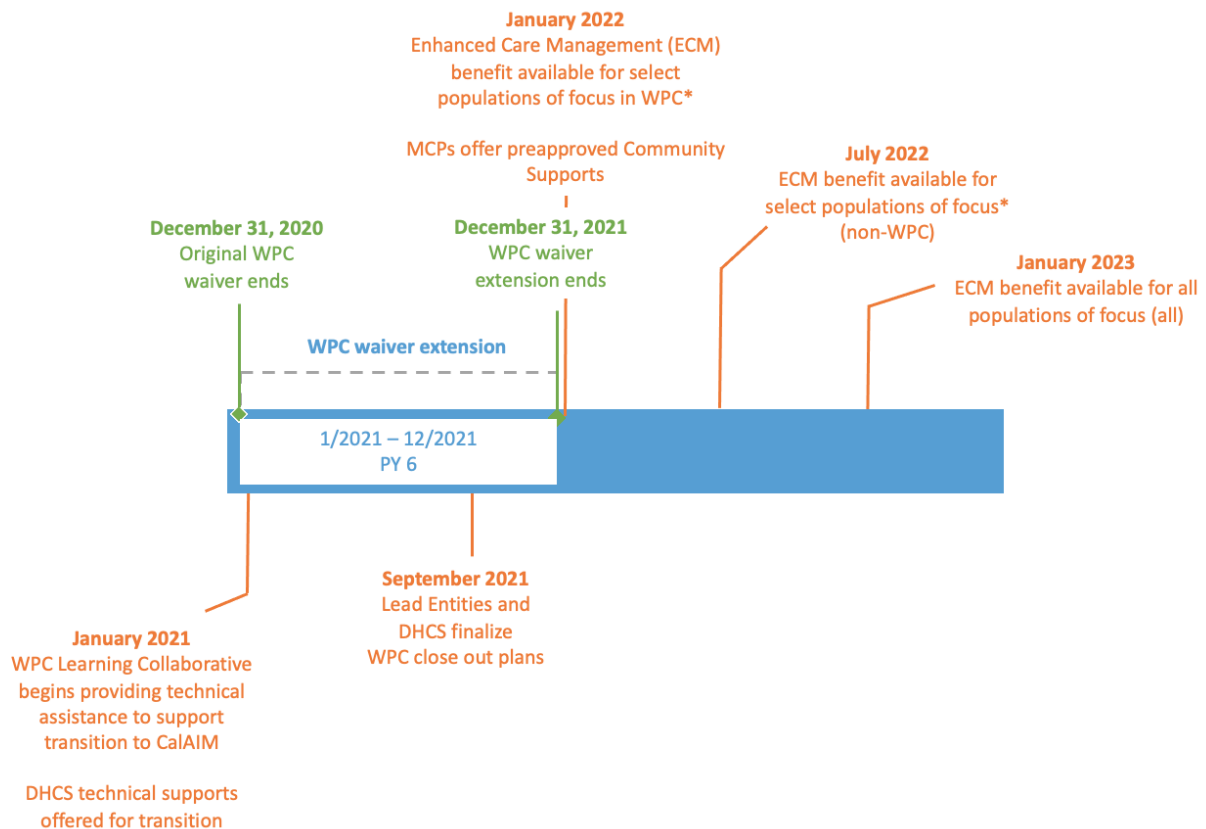 January 2022
Enhanced Care Management (ECM)
benefit available for select
populations of focus in WPC*
MCPs offer preapproved Community
Supports
July 2022
ECM benefit available for
select populations of focus*
(non-WPC)
January 2023
ECM benefit available for all
populations of focus (all)
December 31, 2020
Original WPC
waiver ends
December 31, 2021
WPC waiver
extension ends
WPC waiver extension
1/2021 – 12/2021
PY 6
January 2021
WPC Learning Collaborative
begins providing technical
assistance to support
transition to CalAIM
DHCS technical supports
offered for transition
September 2021
Lead Entities and
DHCS finalize
WPC close out plans